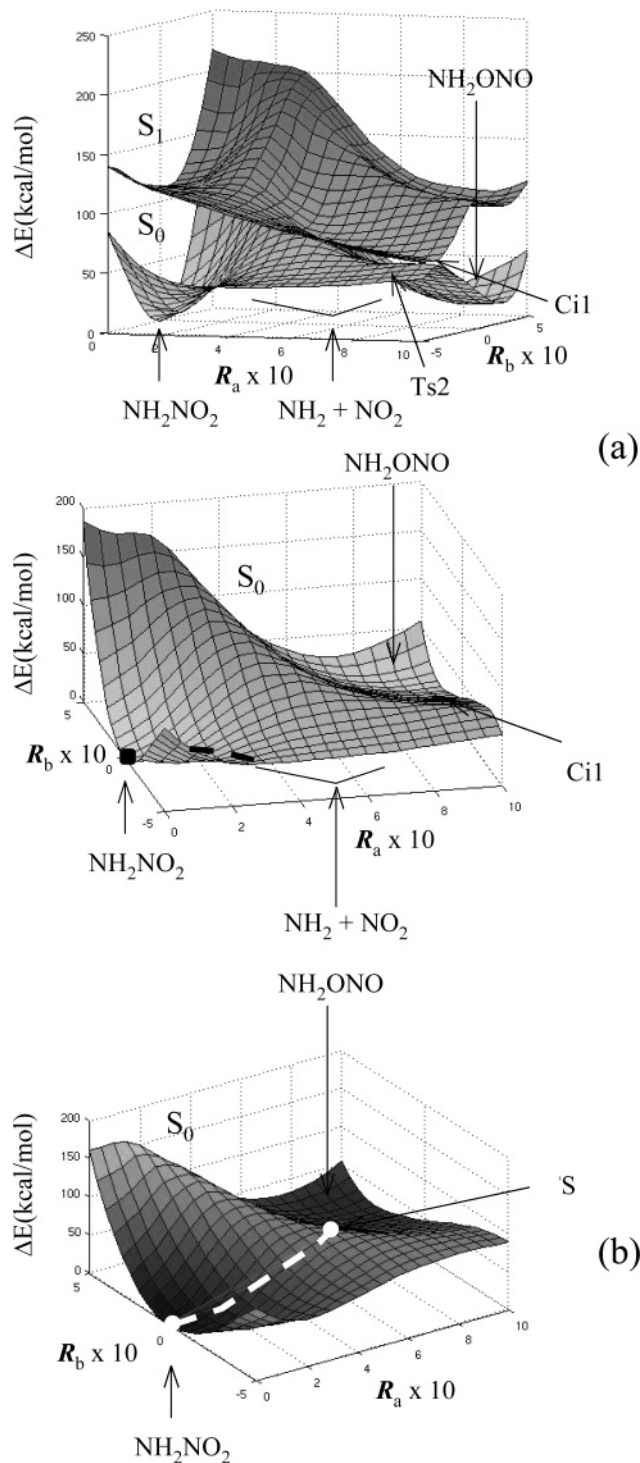 250
200
150
100
50
0
ΔE(kcal/mol)
S₁
S₀
NH₂ONO
Ci1
Ts2
0
2
4
6
8
10
Rₐ x 10
-5
0
5
R_b x 10
NH₂NO₂
NH₂ + NO₂
(a)
NH₂ONO
200
150
100
50
0
ΔE(kcal/mol)
S₀
5
0
-5
R_b x 10
0
2
4
6
8
10
Rₐ x 10
Ci1
NH₂NO₂
NH₂ + NO₂
NH₂ONO
200
150
100
50
0
ΔE(kcal/mol)
S₀
'S
(b)
5
0
-5
R_b x 10
0
2
4
6
8
10
Rₐ x 10
NH₂NO₂